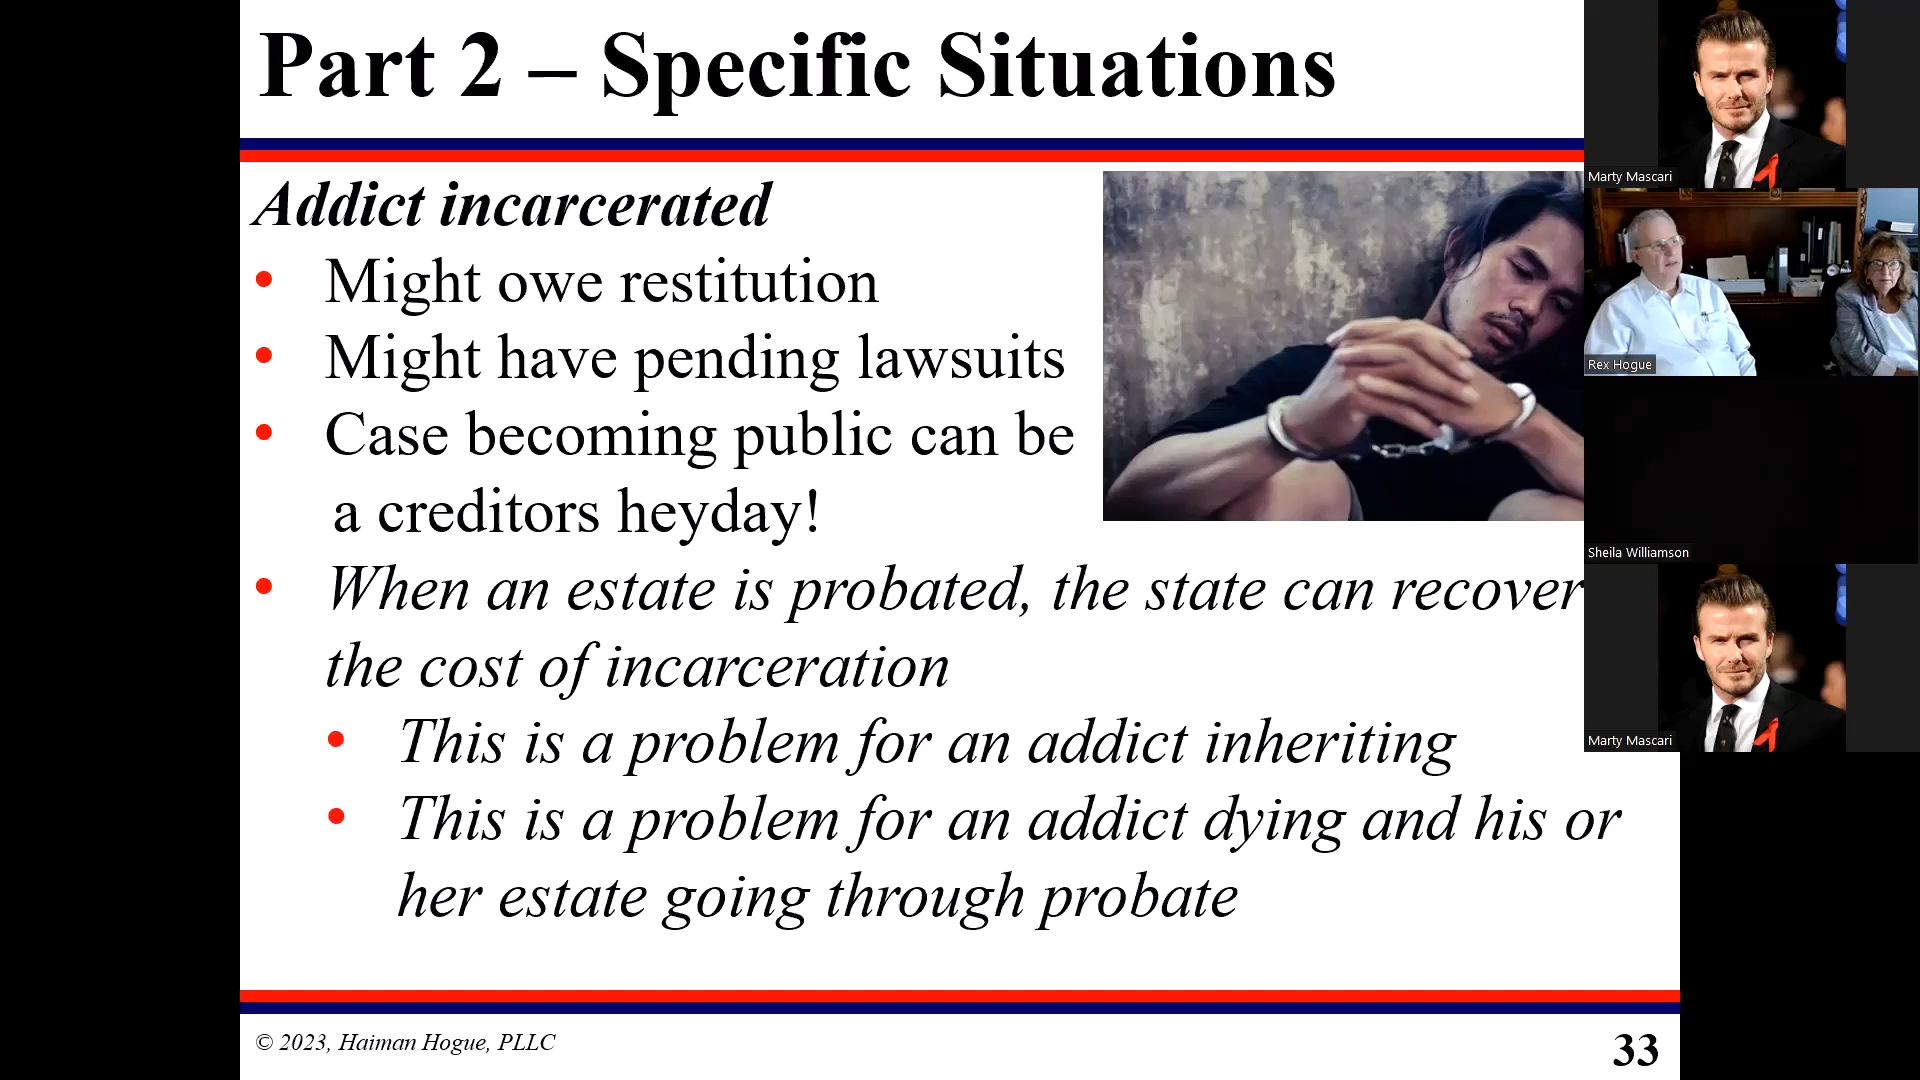 Part 2 – Specific Situations
Addict incarcerated
• Might owe restitution
• Might have pending lawsuits
• Case becoming public can be
a creditors heyday!
• When an estate is probated, the state can recover
the cost of incarceration
• This is a problem for an addict inheriting
• This is a problem for an addict dying and his or
her estate going through probate
© 2023, Haiman Hogue, PLLC
33
Marty Mascari
Rex Hogue
Sheila Williamson
Marty Mascari